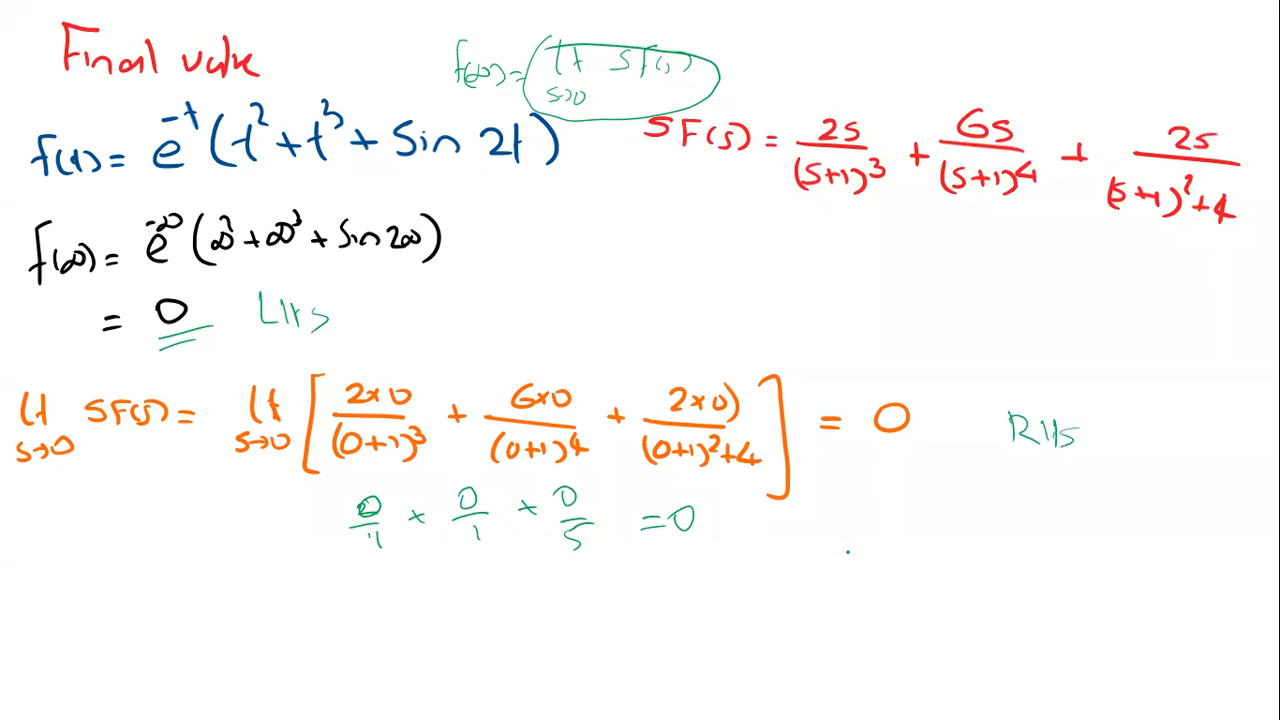 Final value
f(∞) = lt s f(s)
s→0
f(t) = e^-t (t^2 + t^3 + Sin 2t)
SF(s) = 2s/(s+1)^3 + 6s/(s+1)^4 + 2s/((s+1)^2+4)
f(∞) = e^-∞ (∞^2 + ∞^3 + Sin 2∞)
= 0 LHS
lt s→0 SF(s) = lt s→0 [ 2×0/(0+1)^3 + 6×0/(0+1)^4 + 2×0)/((0+1)^2+4) ] = 0 RHS
0/1 + 0/1 + 0/5 = 0